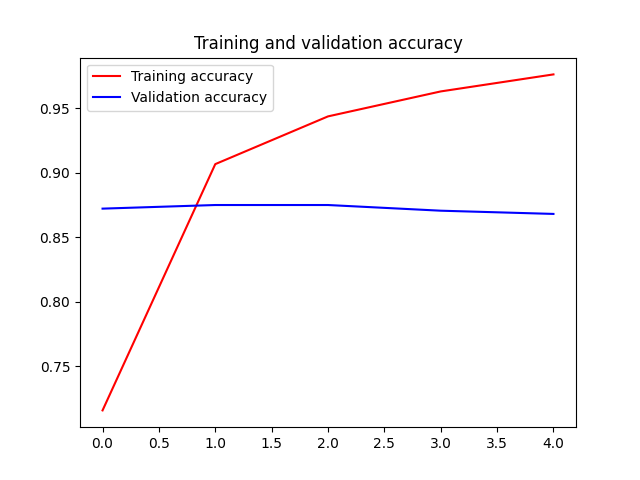 Training and validation accuracy
Training accuracy
Validation accuracy
0.95
0.90
0.85
0.80
0.75
0.0 0.5 1.0 1.5 2.0 2.5 3.0 3.5 4.0